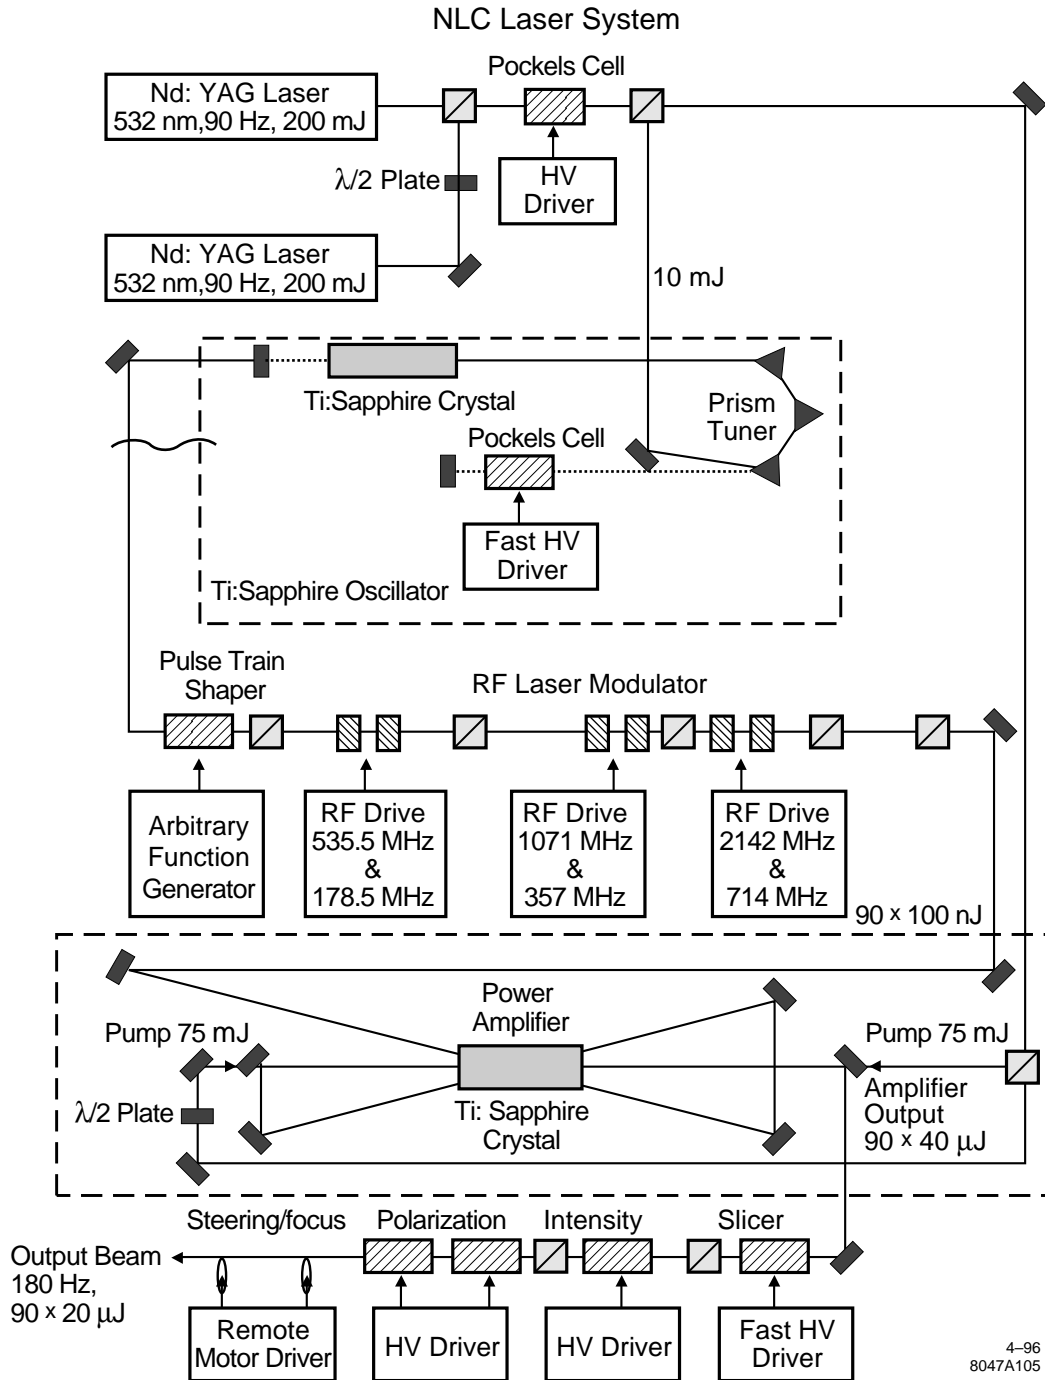 NLC Laser System
Pockels Cell
Nd: YAG Laser
532 nm,90 Hz, 200 mJ
HV
Driver
λ/2 Plate
Nd: YAG Laser
532 nm,90 Hz, 200 mJ
10 mJ
Ti:Sapphire Crystal
Prism
Tuner
Pockels Cell
Fast HV
Driver
Ti:Sapphire Oscillator
Pulse Train
Shaper
RF Laser Modulator
Arbitrary
Function
Generator
RF Drive
535.5 MHz
&
178.5 MHz
RF Drive
1071 MHz
&
357 MHz
RF Drive
2142 MHz
&
714 MHz
90 x 100 nJ
Power
Amplifier
Pump 75 mJ
Pump 75 mJ
λ/2 Plate
Ti: Sapphire
Crystal
Amplifier
Output
90 x 40 μJ
Steering/focus
Polarization
Intensity
Slicer
Output Beam
180 Hz,
90 x 20 μJ
Remote
Motor Driver
HV Driver
HV Driver
Fast HV
Driver
4–96
8047A105